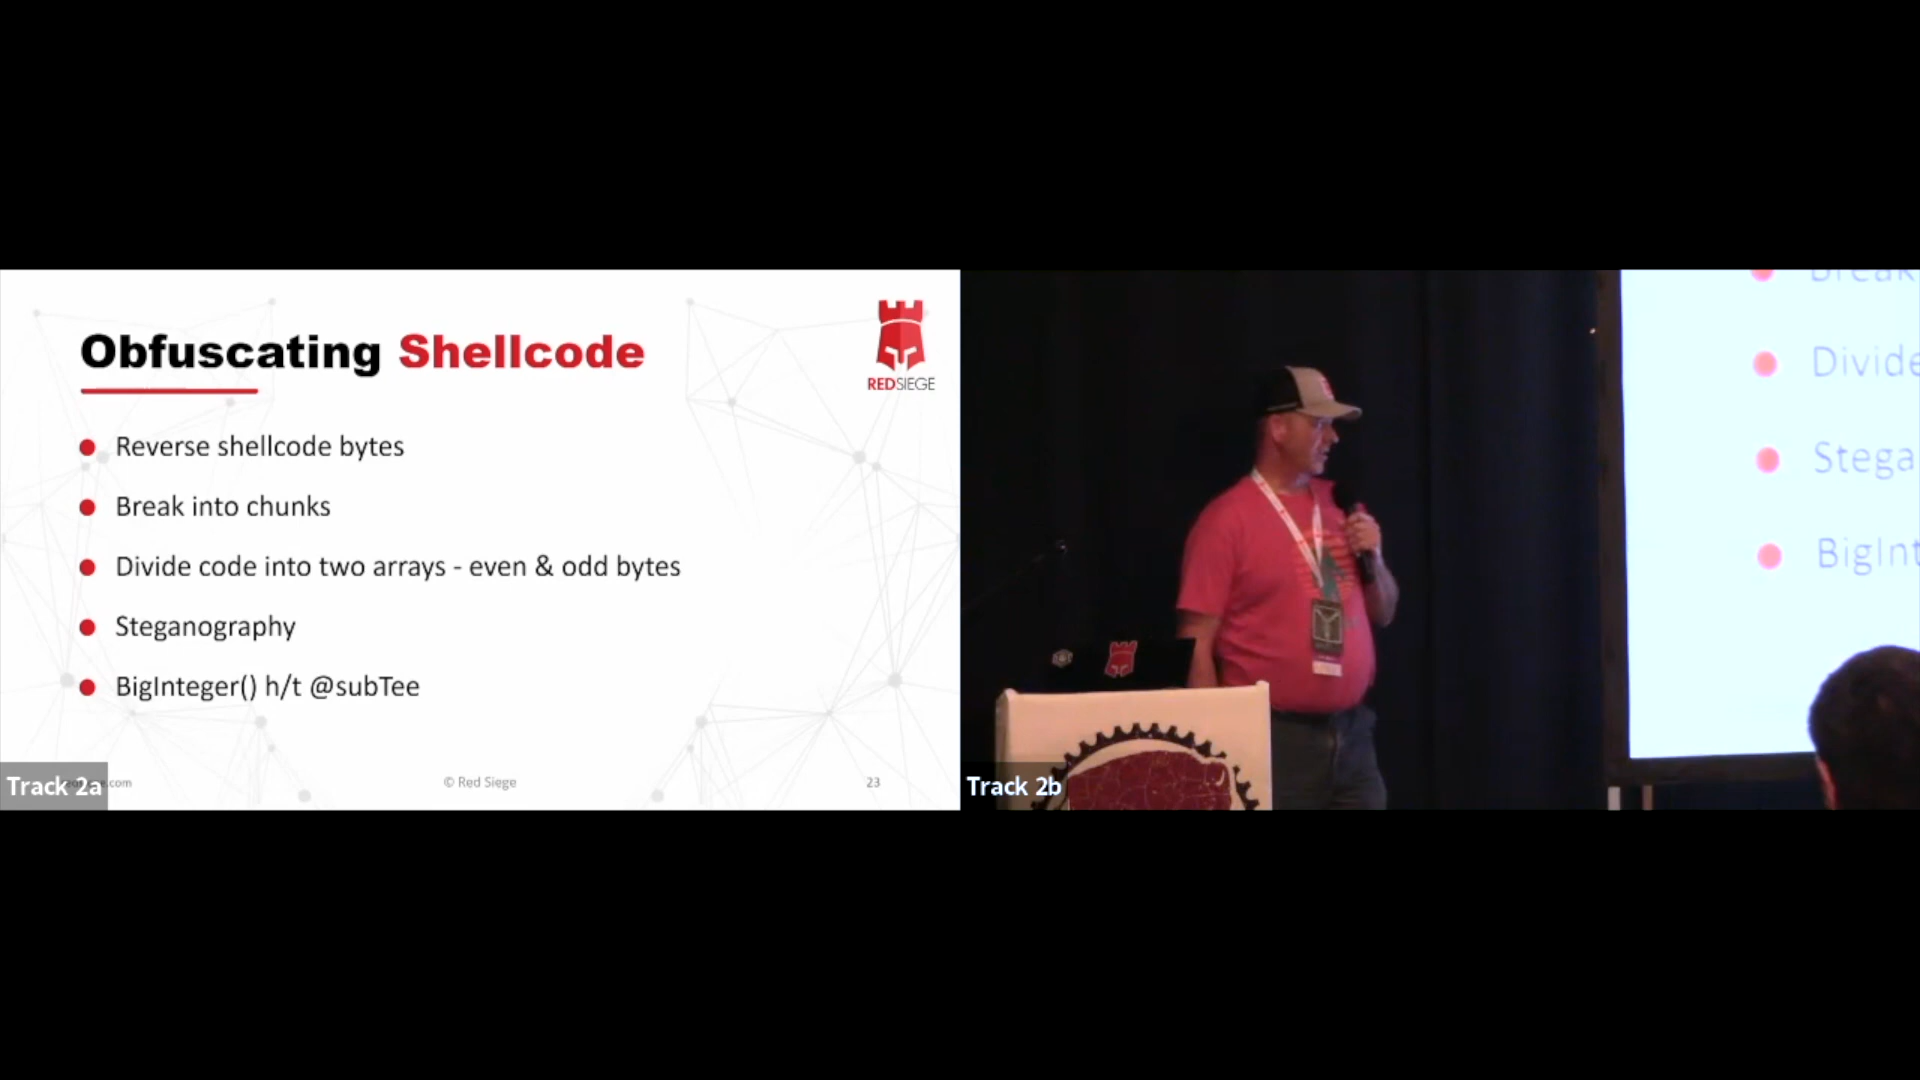 Obfuscating Shellcode
REDSIEGE
Reverse shellcode bytes
Break into chunks
Divide code into two arrays - even & odd bytes
Steganography
BigInteger() h/t @subTee
.com
© Red Siege
23
Track 2a
Break
Divide
Stega
BigInt
Track 2b